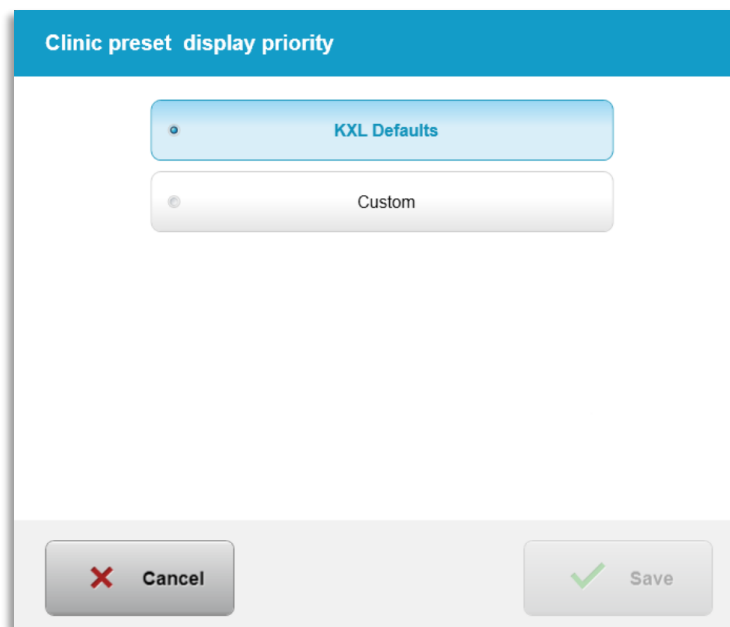 Clinic preset display priority
KXL Defaults
Custom
Cancel
Save